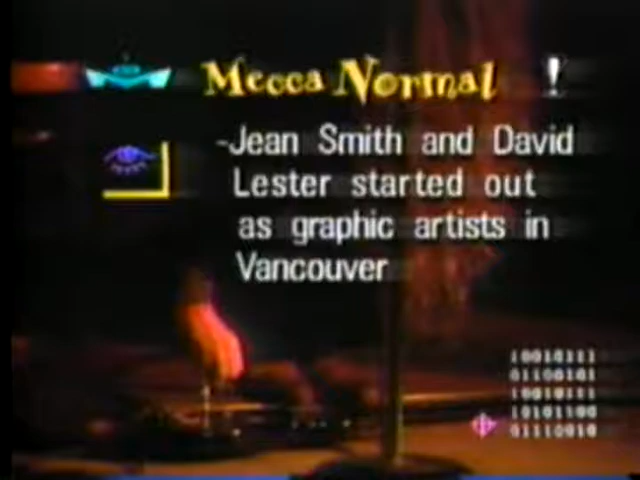 Mecca Normal !
-Jean Smith and David
Lester started out
as graphic artists in
Vancouver
10010111
01100101
10010111
10101100
01110010